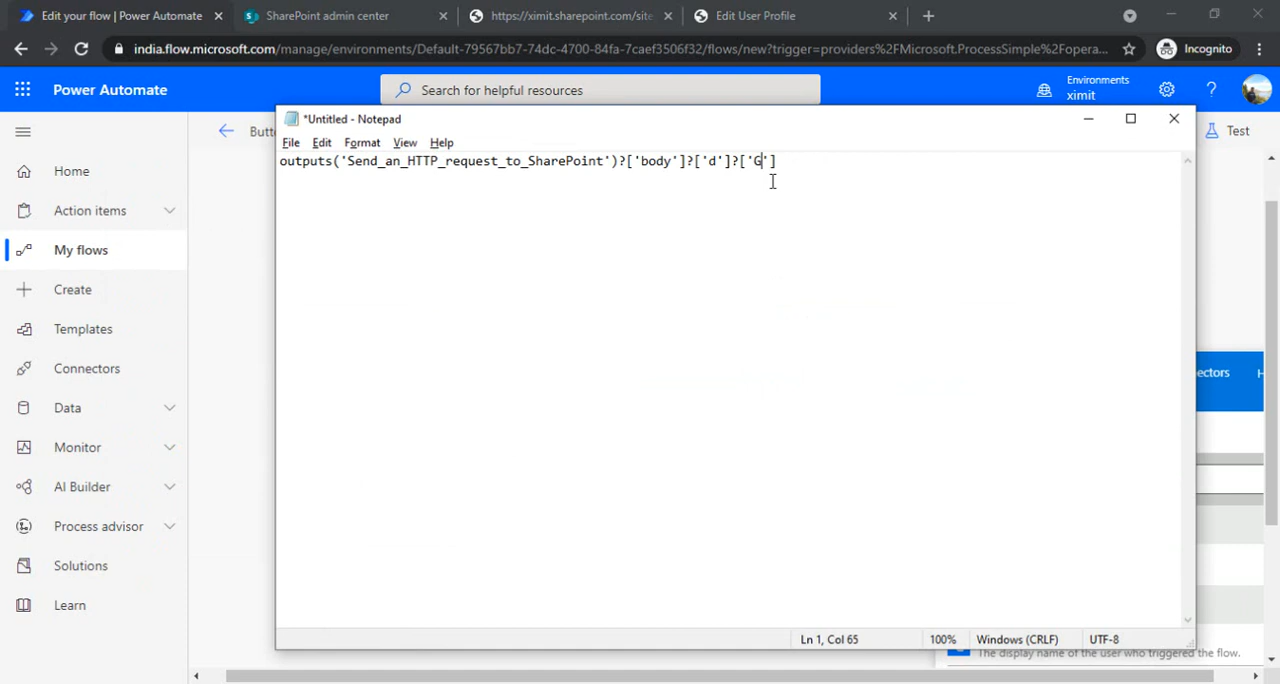 Edit your flow | Power Automate
SharePoint admin center
https://ximit.sharepoint.com/site
Edit User Profile
india.flow.microsoft.com/manage/environments/Default-79567bb7-74dc-4700-84fa-7caef3506f32/flows/new?trigger=providers%2FMicrosoft.ProcessSimple%2Fopera...
Incognito
Power Automate
Search for helpful resources
Environments
ximit
Butt
Test
*Untitled - Notepad
File Edit Format View Help
outputs('Send_an_HTTP_request_to_SharePoint')?['body']?['d']?['G']
Home
Action items
My flows
Create
Templates
Connectors
Data
Monitor
AI Builder
Process advisor
Solutions
Learn
ectors
Ln 1, Col 65
100%
Windows (CRLF)
UTF-8
The display name of the user who triggered the flow.